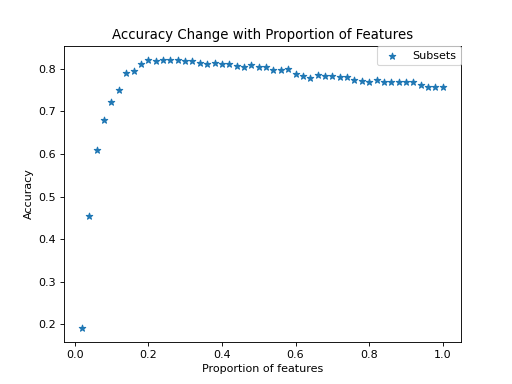 Accuracy Change with Proportion of Features
Subsets
Accuracy
0.8
0.7
0.6
0.5
0.4
0.3
0.2
0.0 0.2 0.4 0.6 0.8 1.0
Proportion of features